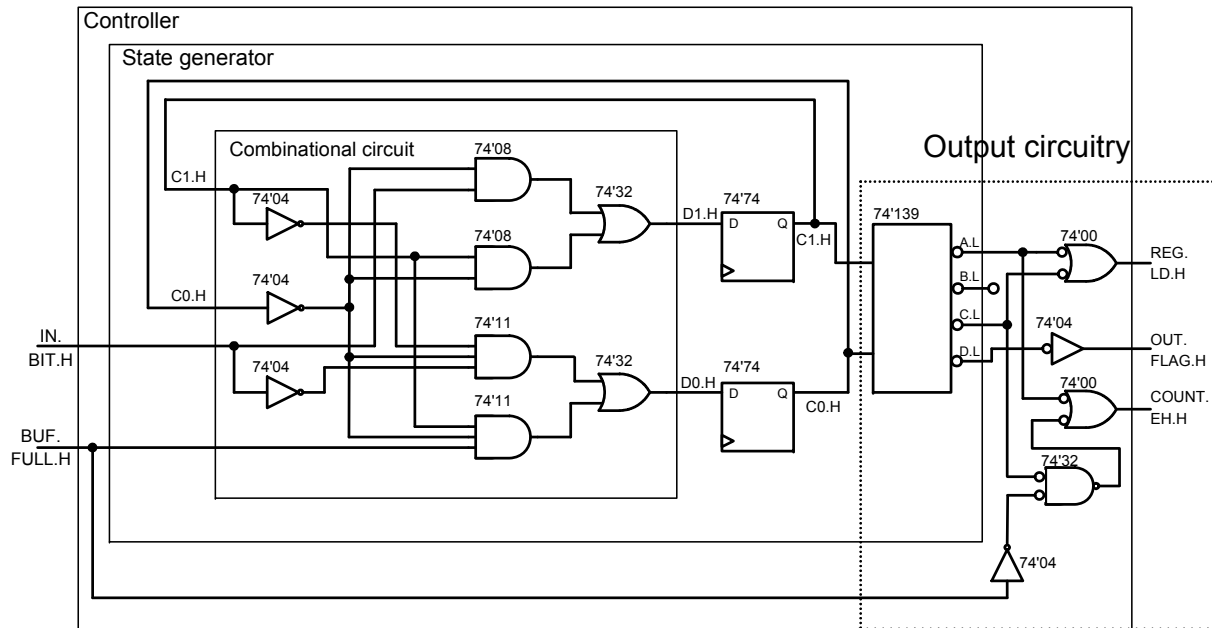 Controller
State generator
Combinational circuit
Output circuitry
74'08
74'32
74'74
C1.H
74'04
D1.H
D
Q
C1.H
74'139
74'08
A.L
74'00
REG.
LD.H
B.L
74'04
C0.H
C.L
74'04
IN.
BIT.H
74'11
74'32
74'74
D.L
OUT.
FLAG.H
74'04
D0.H
D
Q
C0.H
74'00
COUNT.
EH.H
74'11
BUF.
FULL.H
74'32
74'04